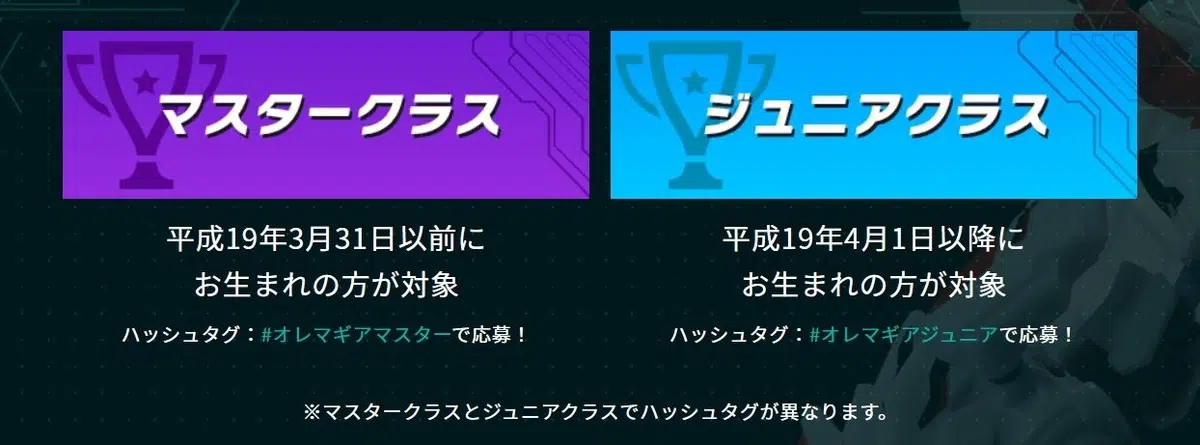 マスタークラス
平成19年3月31日以前に
お生まれの方が対象
ハッシュタグ：#オレマギアマスターで応募！
ジュニアクラス
平成19年4月1日以降に
お生まれの方が対象
ハッシュタグ：#オレマギアジュニアで応募！
※マスタークラスとジュニアクラスでハッシュタグが異なります。